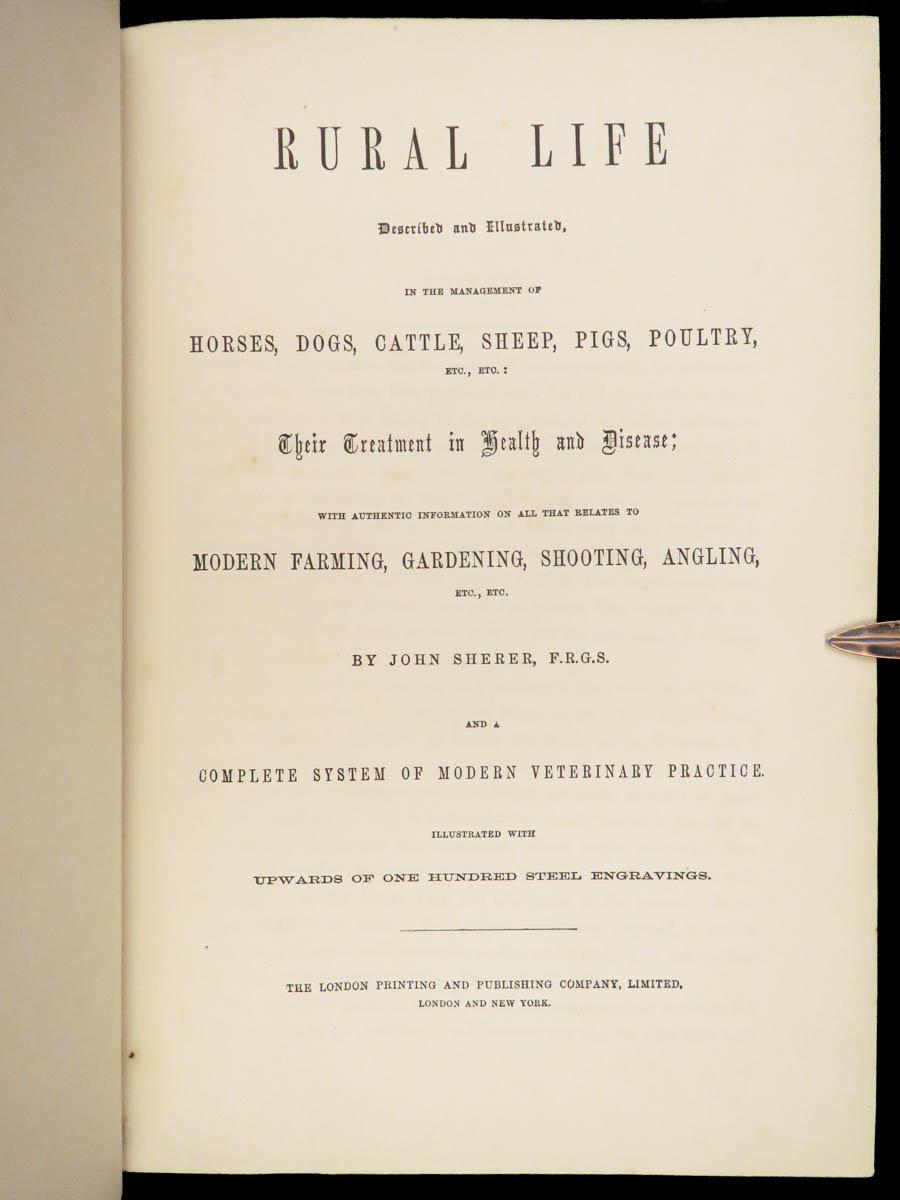 RURAL LIFE
Described and Illustrated,
IN THE MANAGEMENT OF
HORSES, DOGS, CATTLE, SHEEP, PIGS, POULTRY,
ETC., ETC. :
Their Treatment in Health and Disease;
WITH AUTHENTIC INFORMATION ON ALL THAT RELATES TO
MODERN FARMING, GARDENING, SHOOTING, ANGLING,
ETC., ETC.
BY JOHN SHERER, F.R.G.S.
AND A
COMPLETE SYSTEM OF MODERN VETERINARY PRACTICE.
ILLUSTRATED WITH
UPWARDS OF ONE HUNDRED STEEL ENGRAVINGS.
THE LONDON PRINTING AND PUBLISHING COMPANY, LIMITED,
LONDON AND NEW YORK.